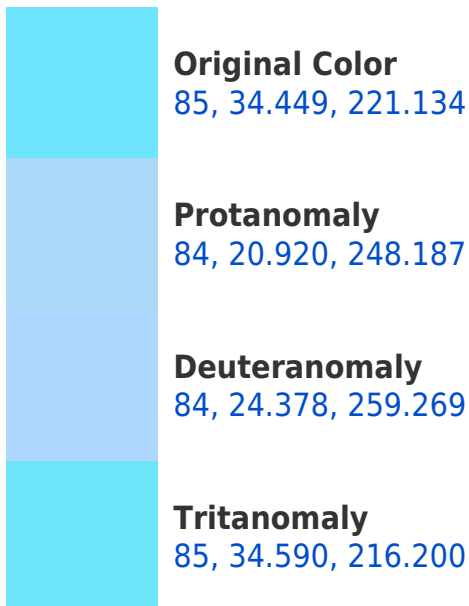 Original Color
85, 34.449, 221.134
Protanomaly
84, 20.920, 248.187
Deuteranomaly
84, 24.378, 259.269
Tritanomaly
85, 34.590, 216.200